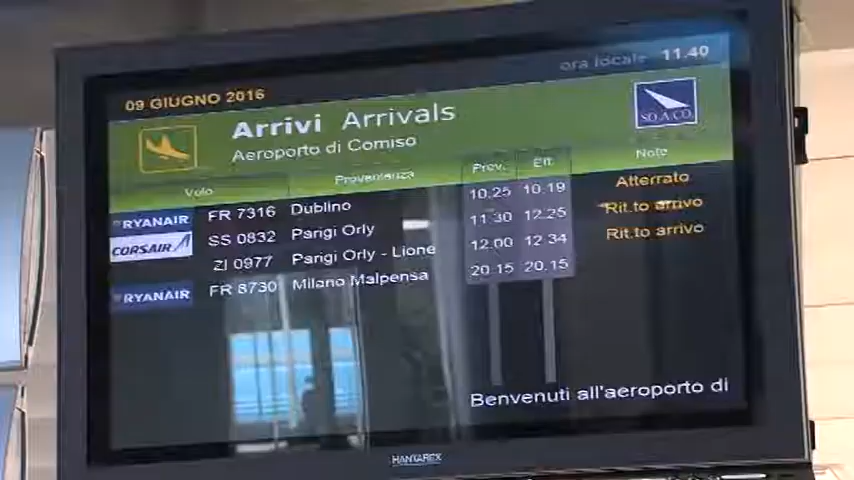 ora locale 11.40
09 GIUGNO 2016
Arrivi Arrivals
Aeroporto di Comiso
SO.A.CO.
Volo Provenienza Prev. Eff. Note
RYANAIR FR 7316 Dublino 10.25 10.19 Atterrato
CORSAIR SS 0832 Parigi Orly 11.30 12.25 Rit.to arrivo
ZI 0977 Parigi Orly - Lione 12.00 12.34 Rit.to arrivo
RYANAIR FR 8730 Milano Malpensa 20.15 20.15
Benvenuti all'aeroporto di
HANTAREX